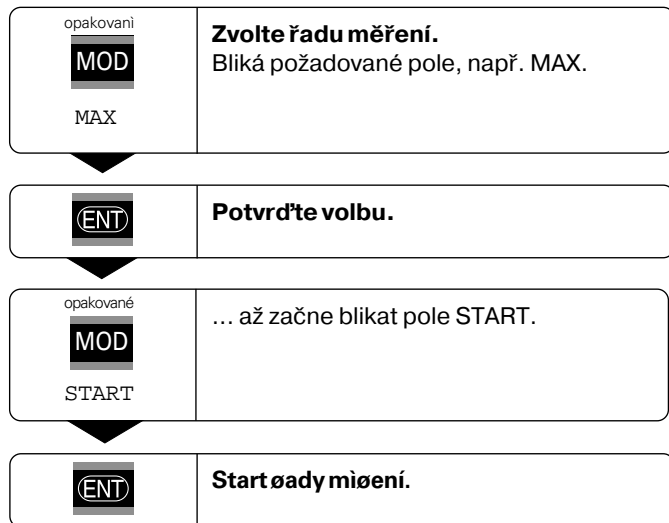 opakovanì
MOD
MAX
Zvolte řadu měření.
Bliká požadované pole, např. MAX.
ENT
Potvrďte volbu.
opakované
MOD
START
... až začne blikat pole START.
ENT
Start øady mìøení.